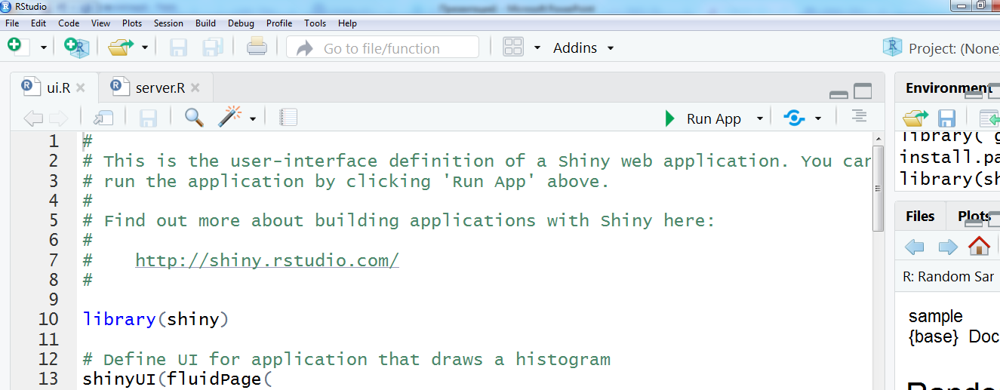 RStudio
File Edit Code View Plots Session Build Debug Profile Tools Help
Go to file/function Addins Project: (None
ui.R server.R
Run App
1 #
2 # This is the user-interface definition of a Shiny web application. You can
3 # run the application by clicking 'Run App' above.
4 #
5 # Find out more about building applications with Shiny here:
6 #
7 # http://shiny.rstudio.com/
8 #
9
10 library(shiny)
11
12 # Define UI for application that draws a histogram
13 shinyUI(fluidPage(
Environment
library( g
install.pa
library(sh
Files Plots
R: Random Sar
sample
{base} Doc